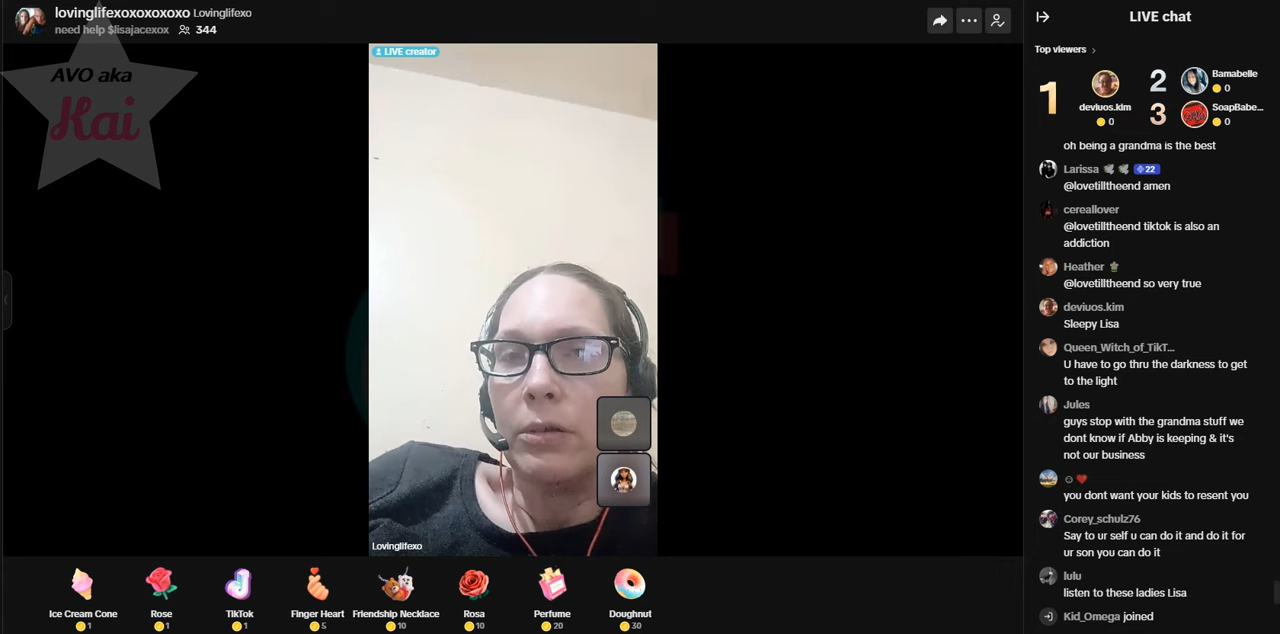 lovinglifexoxoxoxoxo Lovinglifexo
need help $lisajacexox 344
AVO aka
Kai
LIVE creator
Lovinglifexo
Ice Cream Cone
1
Rose
1
TikTok
1
Finger Heart
5
Friendship Necklace
10
Rosa
10
Perfume
20
Doughnut
30
LIVE chat
Top viewers
1
deviuos.kim
0
2
Bamabelle
0
3
SoapBabe...
0
oh being a grandma is the best
Larissa 22
@lovetilltheend amen
cereallover
@lovetilltheend tiktok is also an
addiction
Heather
@lovetilltheend so very true
deviuos.kim
Sleepy Lisa
Queen_Witch_of_TikT...
U have to go thru the darkness to get
to the light
Jules
guys stop with the grandma stuff we
dont know if Abby is keeping & it's
not our business
☺❤️
you dont want your kids to resent you
Corey_schulz76
Say to ur self u can do it and do it for
ur son you can do it
lulu
listen to these ladies Lisa
Kid_Omega joined